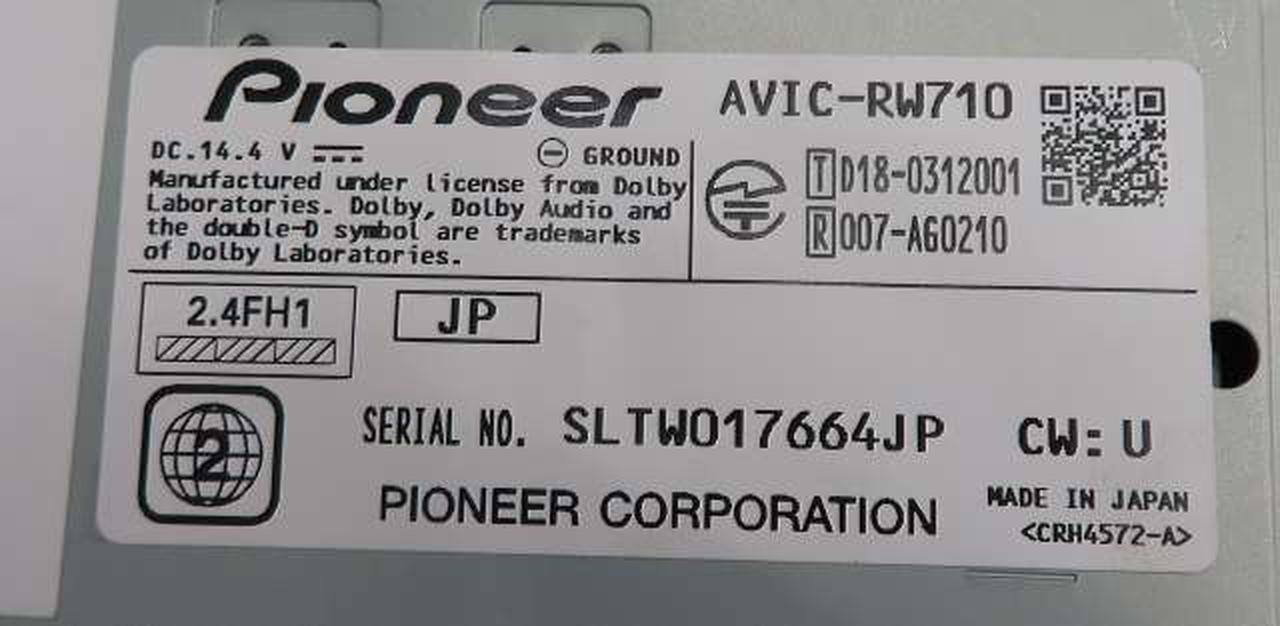 Pioneer
AVIC-RW710
DC.14.4 V
GROUND
Manufactured under license from Dolby
Laboratories. Dolby, Dolby Audio and
the double-D symbol are trademarks
of Dolby Laboratories.
T D18-0312001
R 007-AG0210
2.4FH1
JP
2
SERIAL NO. SLTW017664JP
CW: U
PIONEER CORPORATION
MADE IN JAPAN
<CRH4572-A>